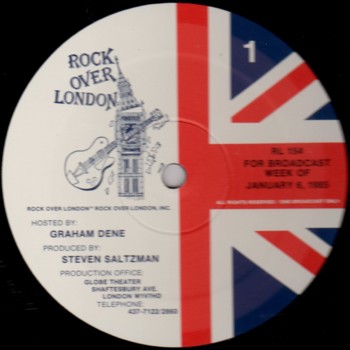 ROCK
OVER
LONDON
1
RL 154
FOR BROADCAST
WEEK OF
JANUARY 6, 1985
ROCK OVER LONDON™ ROCK OVER LONDON, INC.
HOSTED BY:
GRAHAM DENE
PRODUCED BY:
STEVEN SALTZMAN
PRODUCTION OFFICE:
GLOBE THEATER
SHAFTESBURY AVE.
LONDON W1V7HD
TELEPHONE:
437-7122/2860